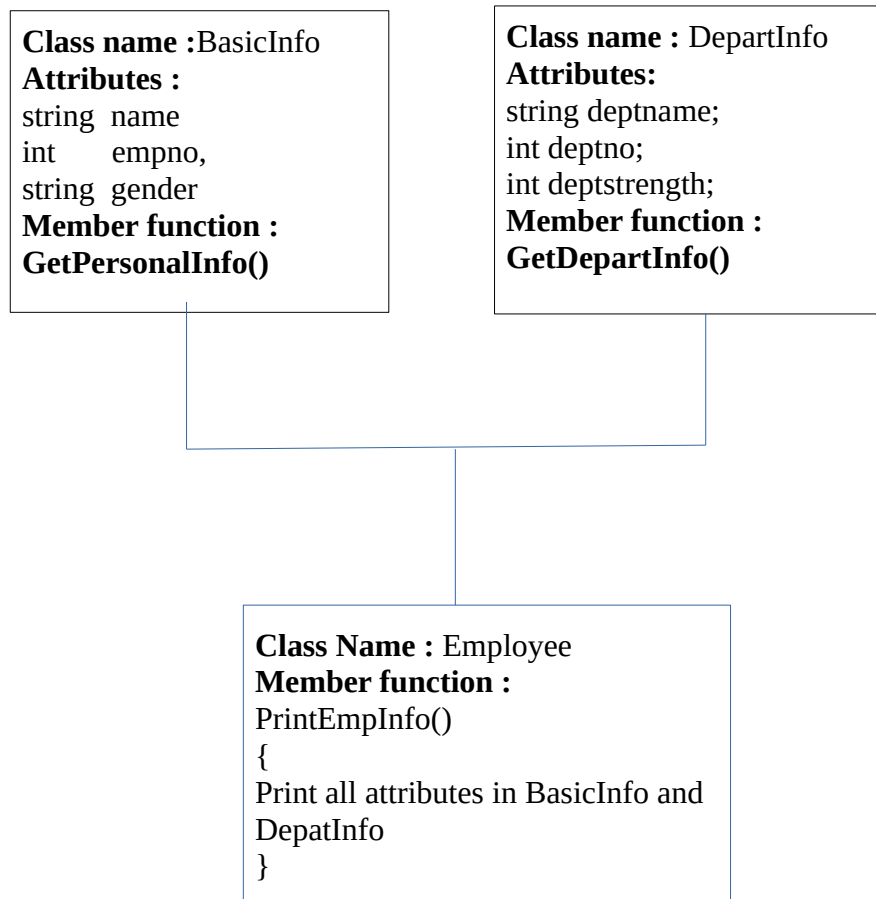 Class name :BasicInfo
Attributes :
string name
int empno,
string gender
Member function :
GetPersonalInfo()
Class name : DepartInfo
Attributes:
string deptname;
int deptno;
int deptstrength;
Member function :
GetDepartInfo()
Class Name : Employee
Member function :
PrintEmpInfo()
{
Print all attributes in BasicInfo and
DepatInfo
}